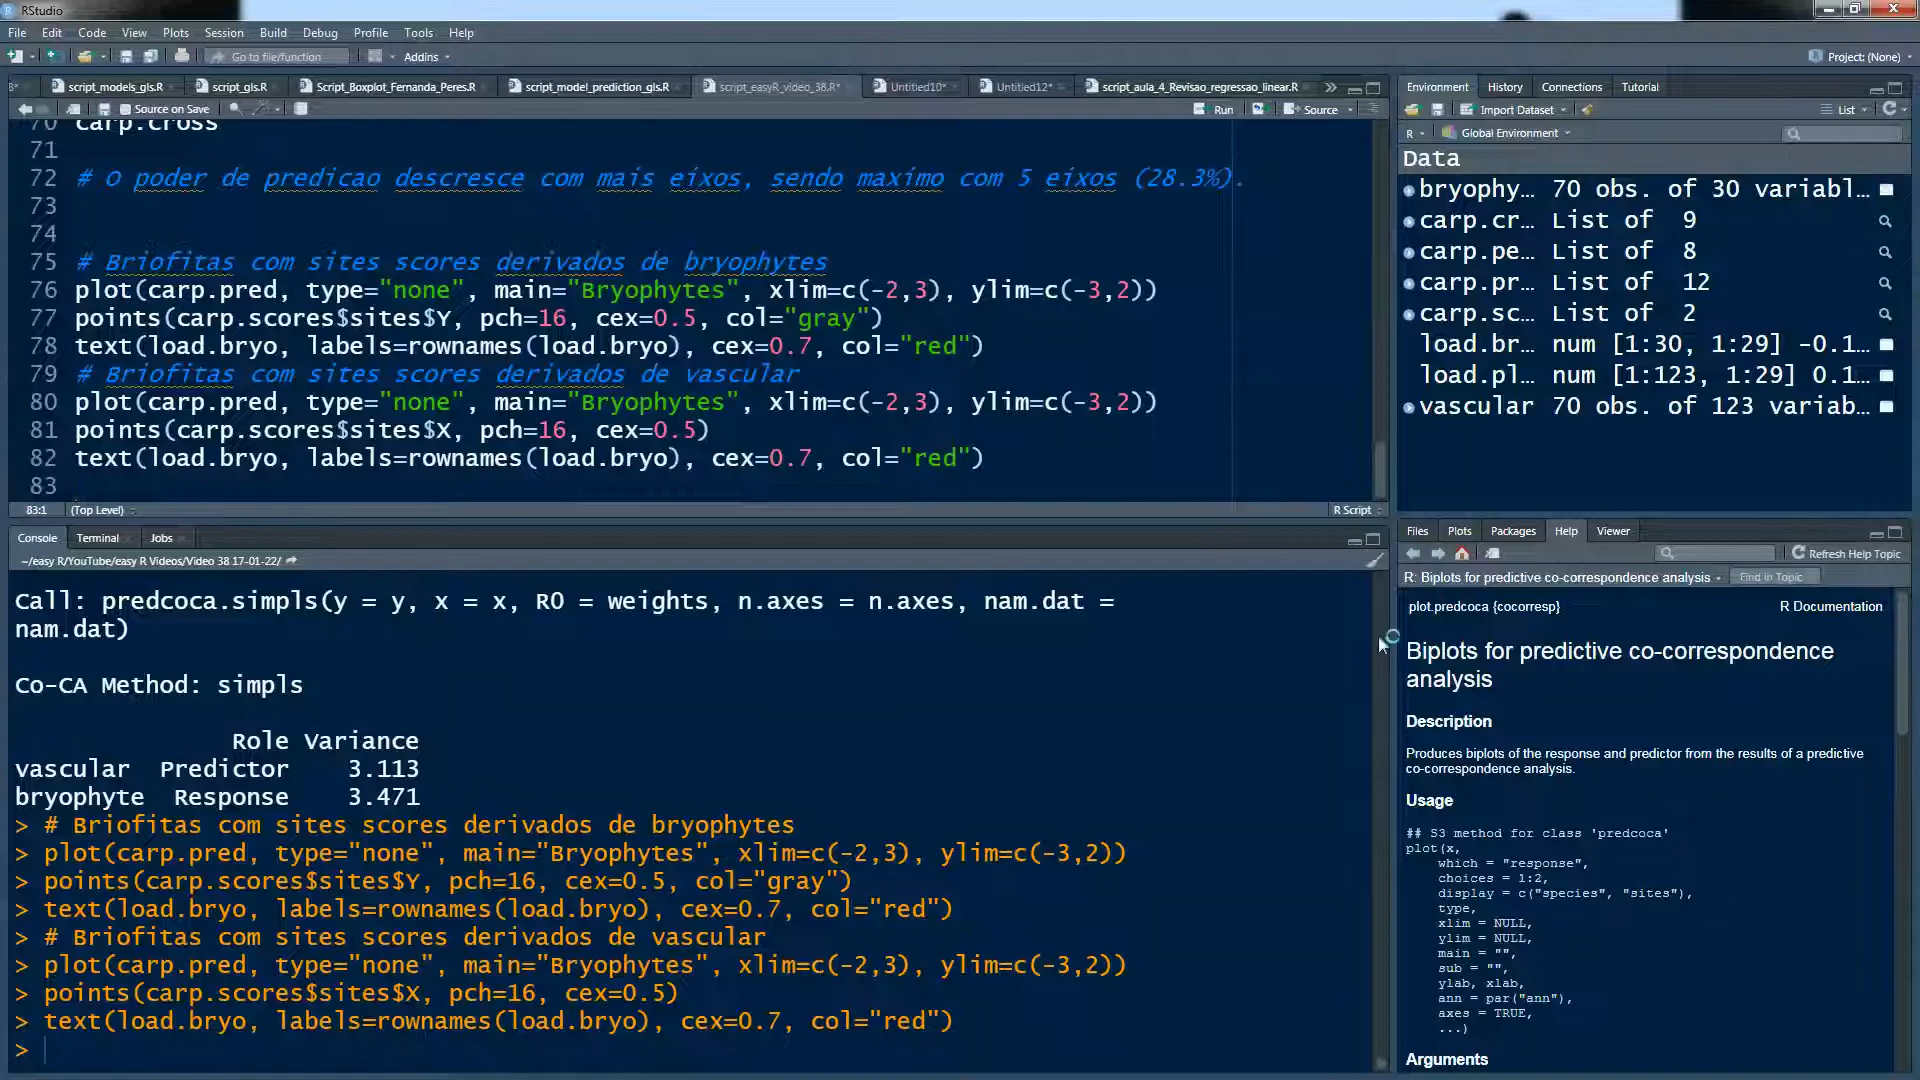 RStudio
File Edit Code View Plots Session Build Debug Profile Tools Help
Go to file/function Addins Project: (None)
script_models_gls.R script_gls.R Script_Boxplot_Fernanda_Peres.R script_model_prediction_gls.R script_easyR_video_38.R* Untitled10* Untitled12* script_aula_4_Revisao_regressao_linear.R
Source on Save Run Source
70 carp.cross
71
72 # O poder de predicao descresce com mais eixos, sendo maximo com 5 eixos (28.3%).
73
74
75 # Briofitas com sites scores derivados de bryophytes
76 plot(carp.pred, type="none", main="Bryophytes", xlim=c(-2,3), ylim=c(-3,2))
77 points(carp.scores$sites$Y, pch=16, cex=0.5, col="gray")
78 text(load.bryo, labels=rownames(load.bryo), cex=0.7, col="red")
79 # Briofitas com sites scores derivados de vascular
80 plot(carp.pred, type="none", main="Bryophytes", xlim=c(-2,3), ylim=c(-3,2))
81 points(carp.scores$sites$X, pch=16, cex=0.5)
82 text(load.bryo, labels=rownames(load.bryo), cex=0.7, col="red")
83
83:1 (Top Level) R Script
Console Terminal Jobs
~/easy R/YouTube/easy R Videos/Video 38 17-01-22/
Call: predcoca.simpls(y = y, x = x, R0 = weights, n.axes = n.axes, nam.dat =
nam.dat)
Co-CA Method: simpls
Role Variance
vascular Predictor 3.113
bryophyte Response 3.471
> # Briofitas com sites scores derivados de bryophytes
> plot(carp.pred, type="none", main="Bryophytes", xlim=c(-2,3), ylim=c(-3,2))
> points(carp.scores$sites$Y, pch=16, cex=0.5, col="gray")
> text(load.bryo, labels=rownames(load.bryo), cex=0.7, col="red")
> # Briofitas com sites scores derivados de vascular
> plot(carp.pred, type="none", main="Bryophytes", xlim=c(-2,3), ylim=c(-3,2))
> points(carp.scores$sites$X, pch=16, cex=0.5)
> text(load.bryo, labels=rownames(load.bryo), cex=0.7, col="red")
>
Environment History Connections Tutorial
Import Dataset List
R Global Environment
Data
bryophy… 70 obs. of 30 variabl…
carp.cr… List of 9
carp.pe… List of 8
carp.pr… List of 12
carp.sc… List of 2
load.br… num [1:30, 1:29] -0.1…
load.pl… num [1:123, 1:29] 0.1…
vascular 70 obs. of 123 variab…
Files Plots Packages Help Viewer
Refresh Help Topic
R: Biplots for predictive co-correspondence analysis Find in Topic
plot.predcoca {cocorresp} R Documentation
Biplots for predictive co-correspondence
analysis
Description
Produces biplots of the response and predictor from the results of a predictive
co-correspondence analysis.
Usage
## S3 method for class 'predcoca'
plot(x,
which = "response",
choices = 1:2,
display = c("species", "sites"),
type,
xlim = NULL,
ylim = NULL,
main = "",
sub = "",
ylab, xlab,
ann = par("ann"),
axes = TRUE,
...)
Arguments